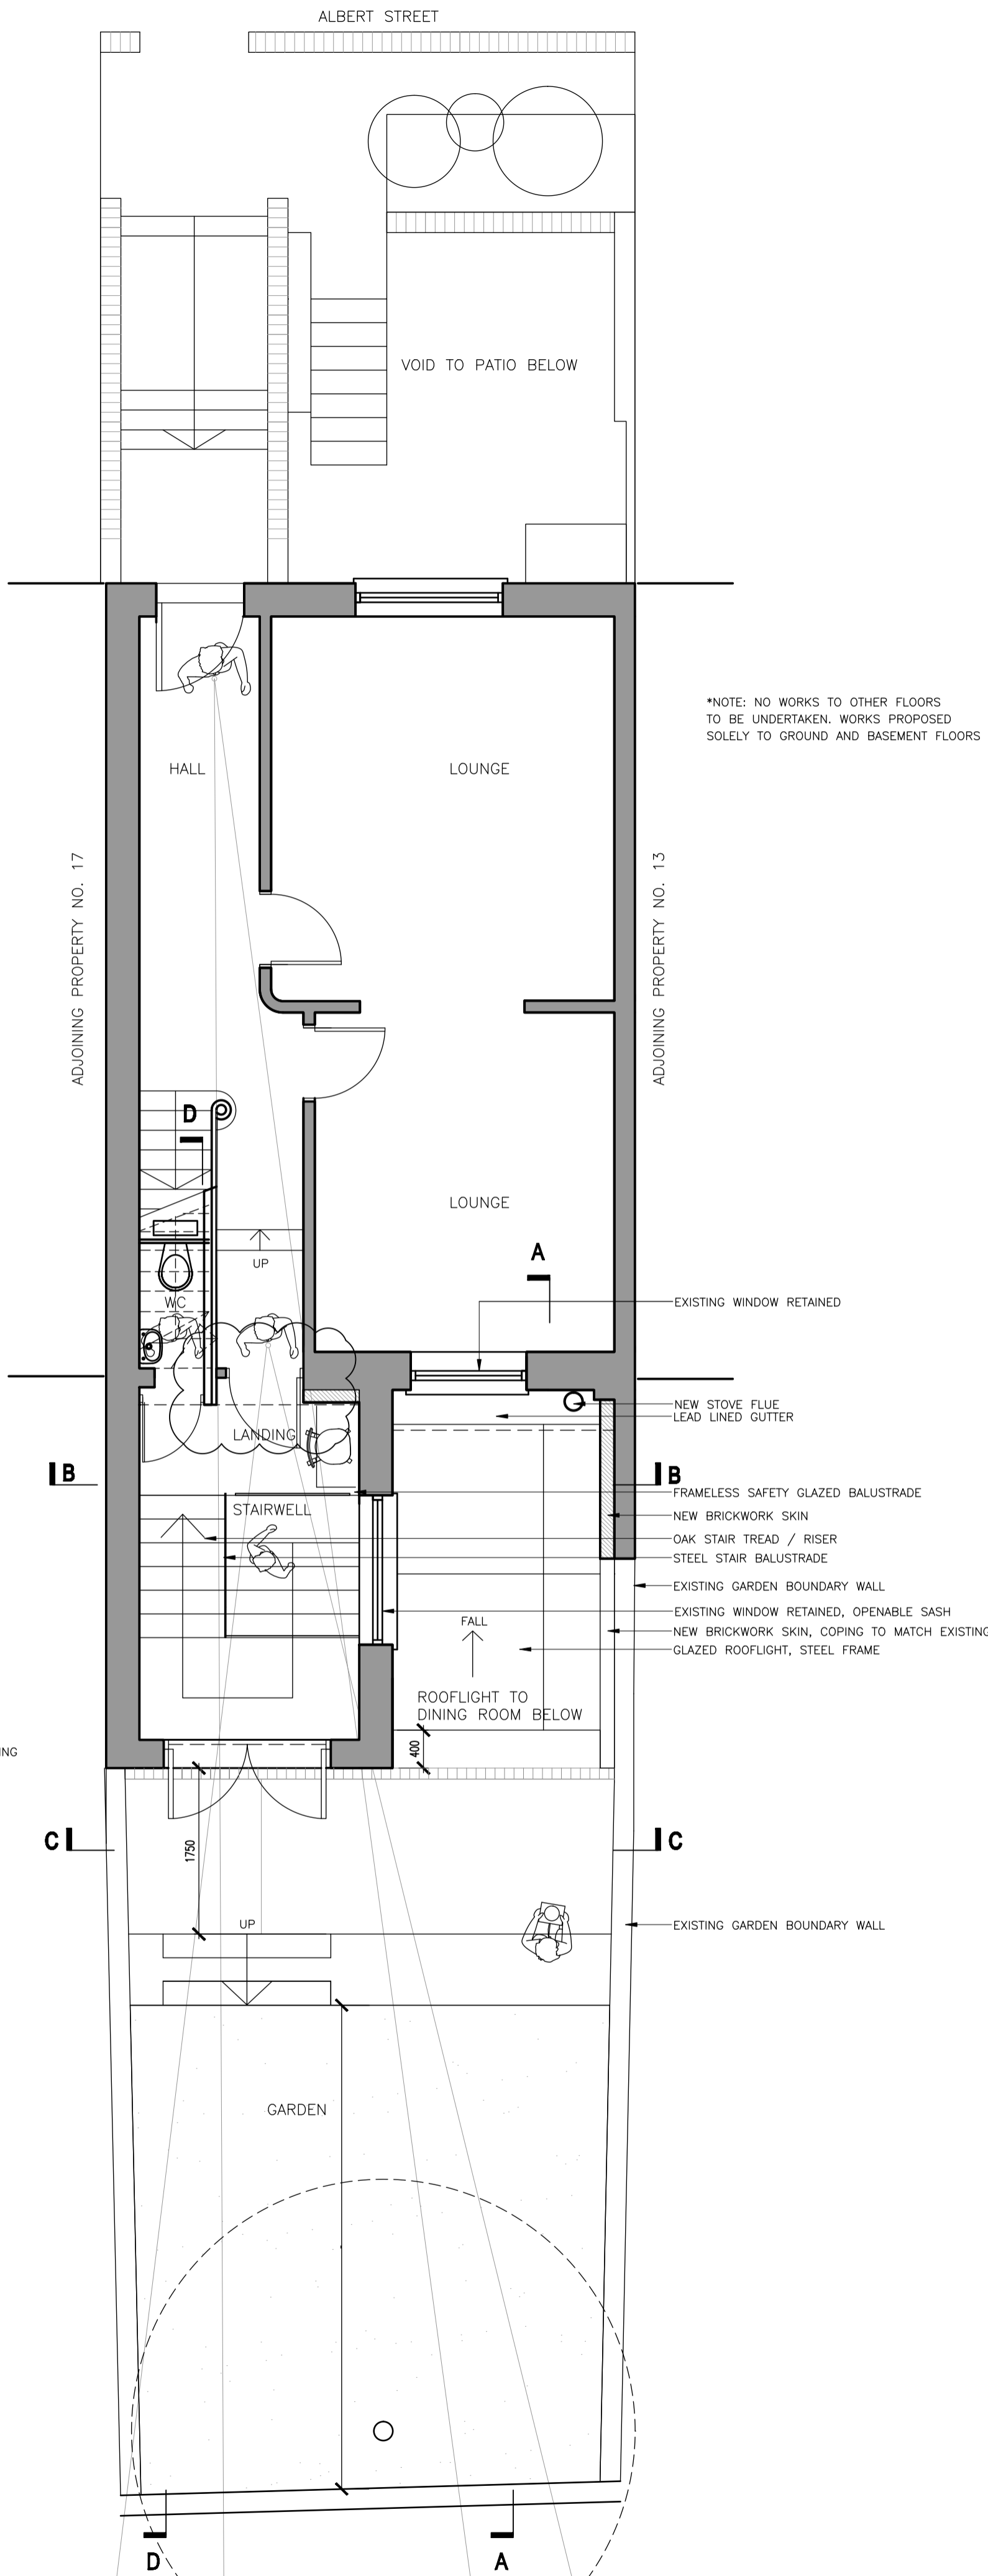 ALBERT STREET
VOID TO PATIO BELOW
*NOTE: NO WORKS TO OTHER FLOORS
TO BE UNDERTAKEN. WORKS PROPOSED
SOLELY TO GROUND AND BASEMENT FLOORS
HALL
LOUNGE
ADJOINING PROPERTY NO. 17
ADJOINING PROPERTY NO. 13
D
LOUNGE
A
UP
WC
EXISTING WINDOW RETAINED
NEW STOVE FLUE
LEAD LINED GUTTER
LANDING
B
B
FRAMELESS SAFETY GLAZED BALUSTRADE
STAIRWELL
NEW BRICKWORK SKIN
OAK STAIR TREAD / RISER
STEEL STAIR BALUSTRADE
EXISTING GARDEN BOUNDARY WALL
EXISTING WINDOW RETAINED, OPENABLE SASH
FALL
NEW BRICKWORK SKIN, COPING TO MATCH EXISTING
GLAZED ROOFLIGHT, STEEL FRAME
ROOFLIGHT TO
DINING ROOM BELOW
400
NG
C
C
1750
UP
EXISTING GARDEN BOUNDARY WALL
GARDEN
D
A